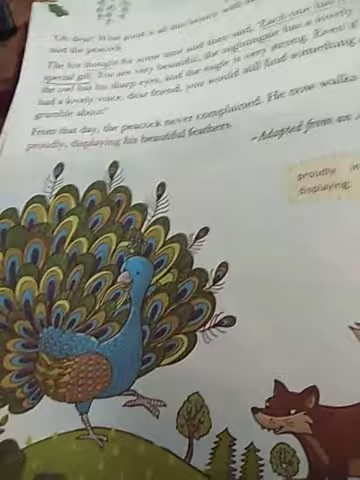 "Oh dear! What point is all this beauty with
said the peacock.
The fox thought for some time and then said, "Each one has
special gift. You are very beautiful, the nightingale has a lovely
the owl has his sharp eyes, and the eagle is very strong. Even if
had a lovely voice, dear friend, you would still find something
grumble about."
From that day, the peacock never complained. He now walks
proudly, displaying his beautiful feathers.
-Adapted from an
proudly
displaying: